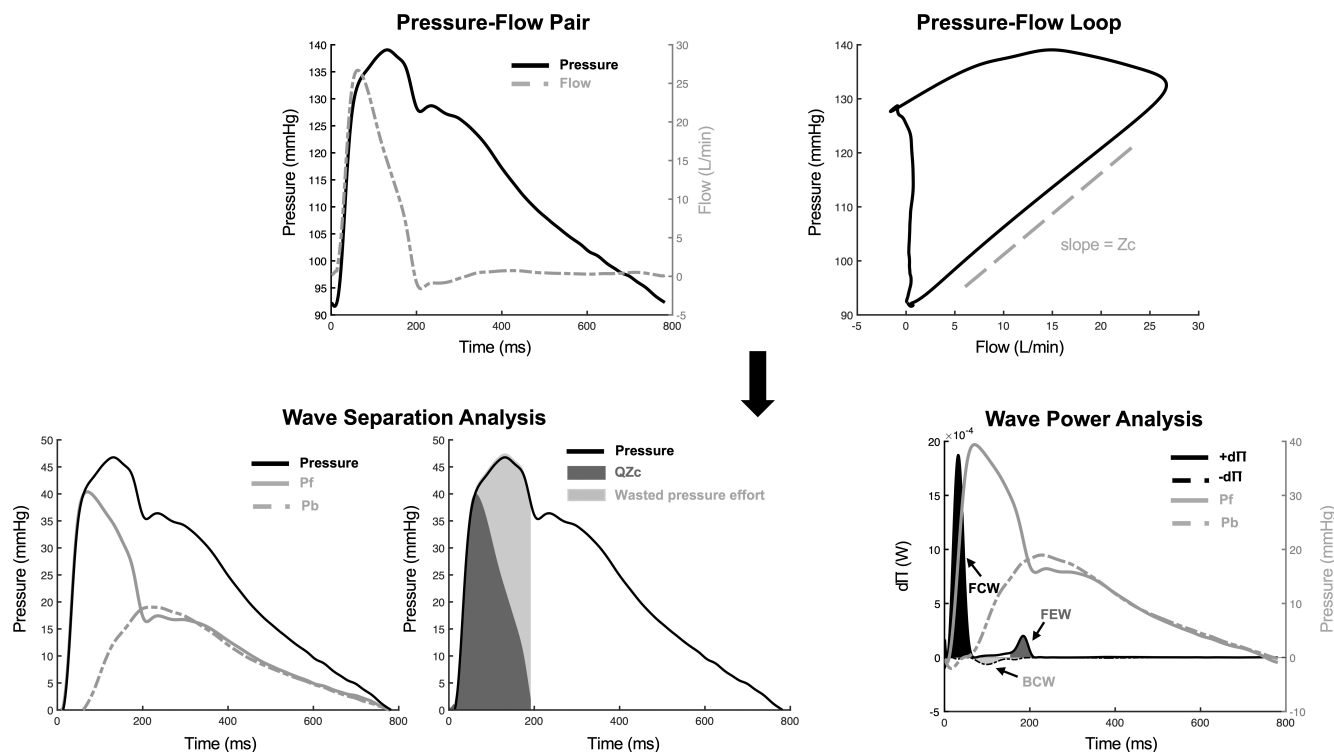 Pressure-Flow Pair
Pressure (mmHg)
140
135
130
125
120
115
110
105
100
95
90
Pressure
Flow
30
25
20
15
10
5
0
-5
Flow (L/min)
0 200 400 600 800
Time (ms)
Pressure-Flow Loop
Pressure (mmHg)
140
130
120
110
100
90
slope = Zc
-5 0 5 10 15 20 25 30
Flow (L/min)
Wave Separation Analysis
Pressure (mmHg)
50
45
40
35
30
25
20
15
10
5
0
Pressure
Pf
Pb
0 200 400 600 800
Time (ms)
Pressure (mmHg)
50
45
40
35
30
25
20
15
10
5
0
Pressure
QZc
Wasted pressure effort
0 200 400 600 800
Time (ms)
Wave Power Analysis
×10⁻⁴
dΠ (W)
20
15
10
5
0
-5
+dΠ
-dΠ
Pf
Pb
FCW
FEW
BCW
40
30
20
10
0
-10
Pressure (mmHg)
0 200 400 600 800
Time (ms)